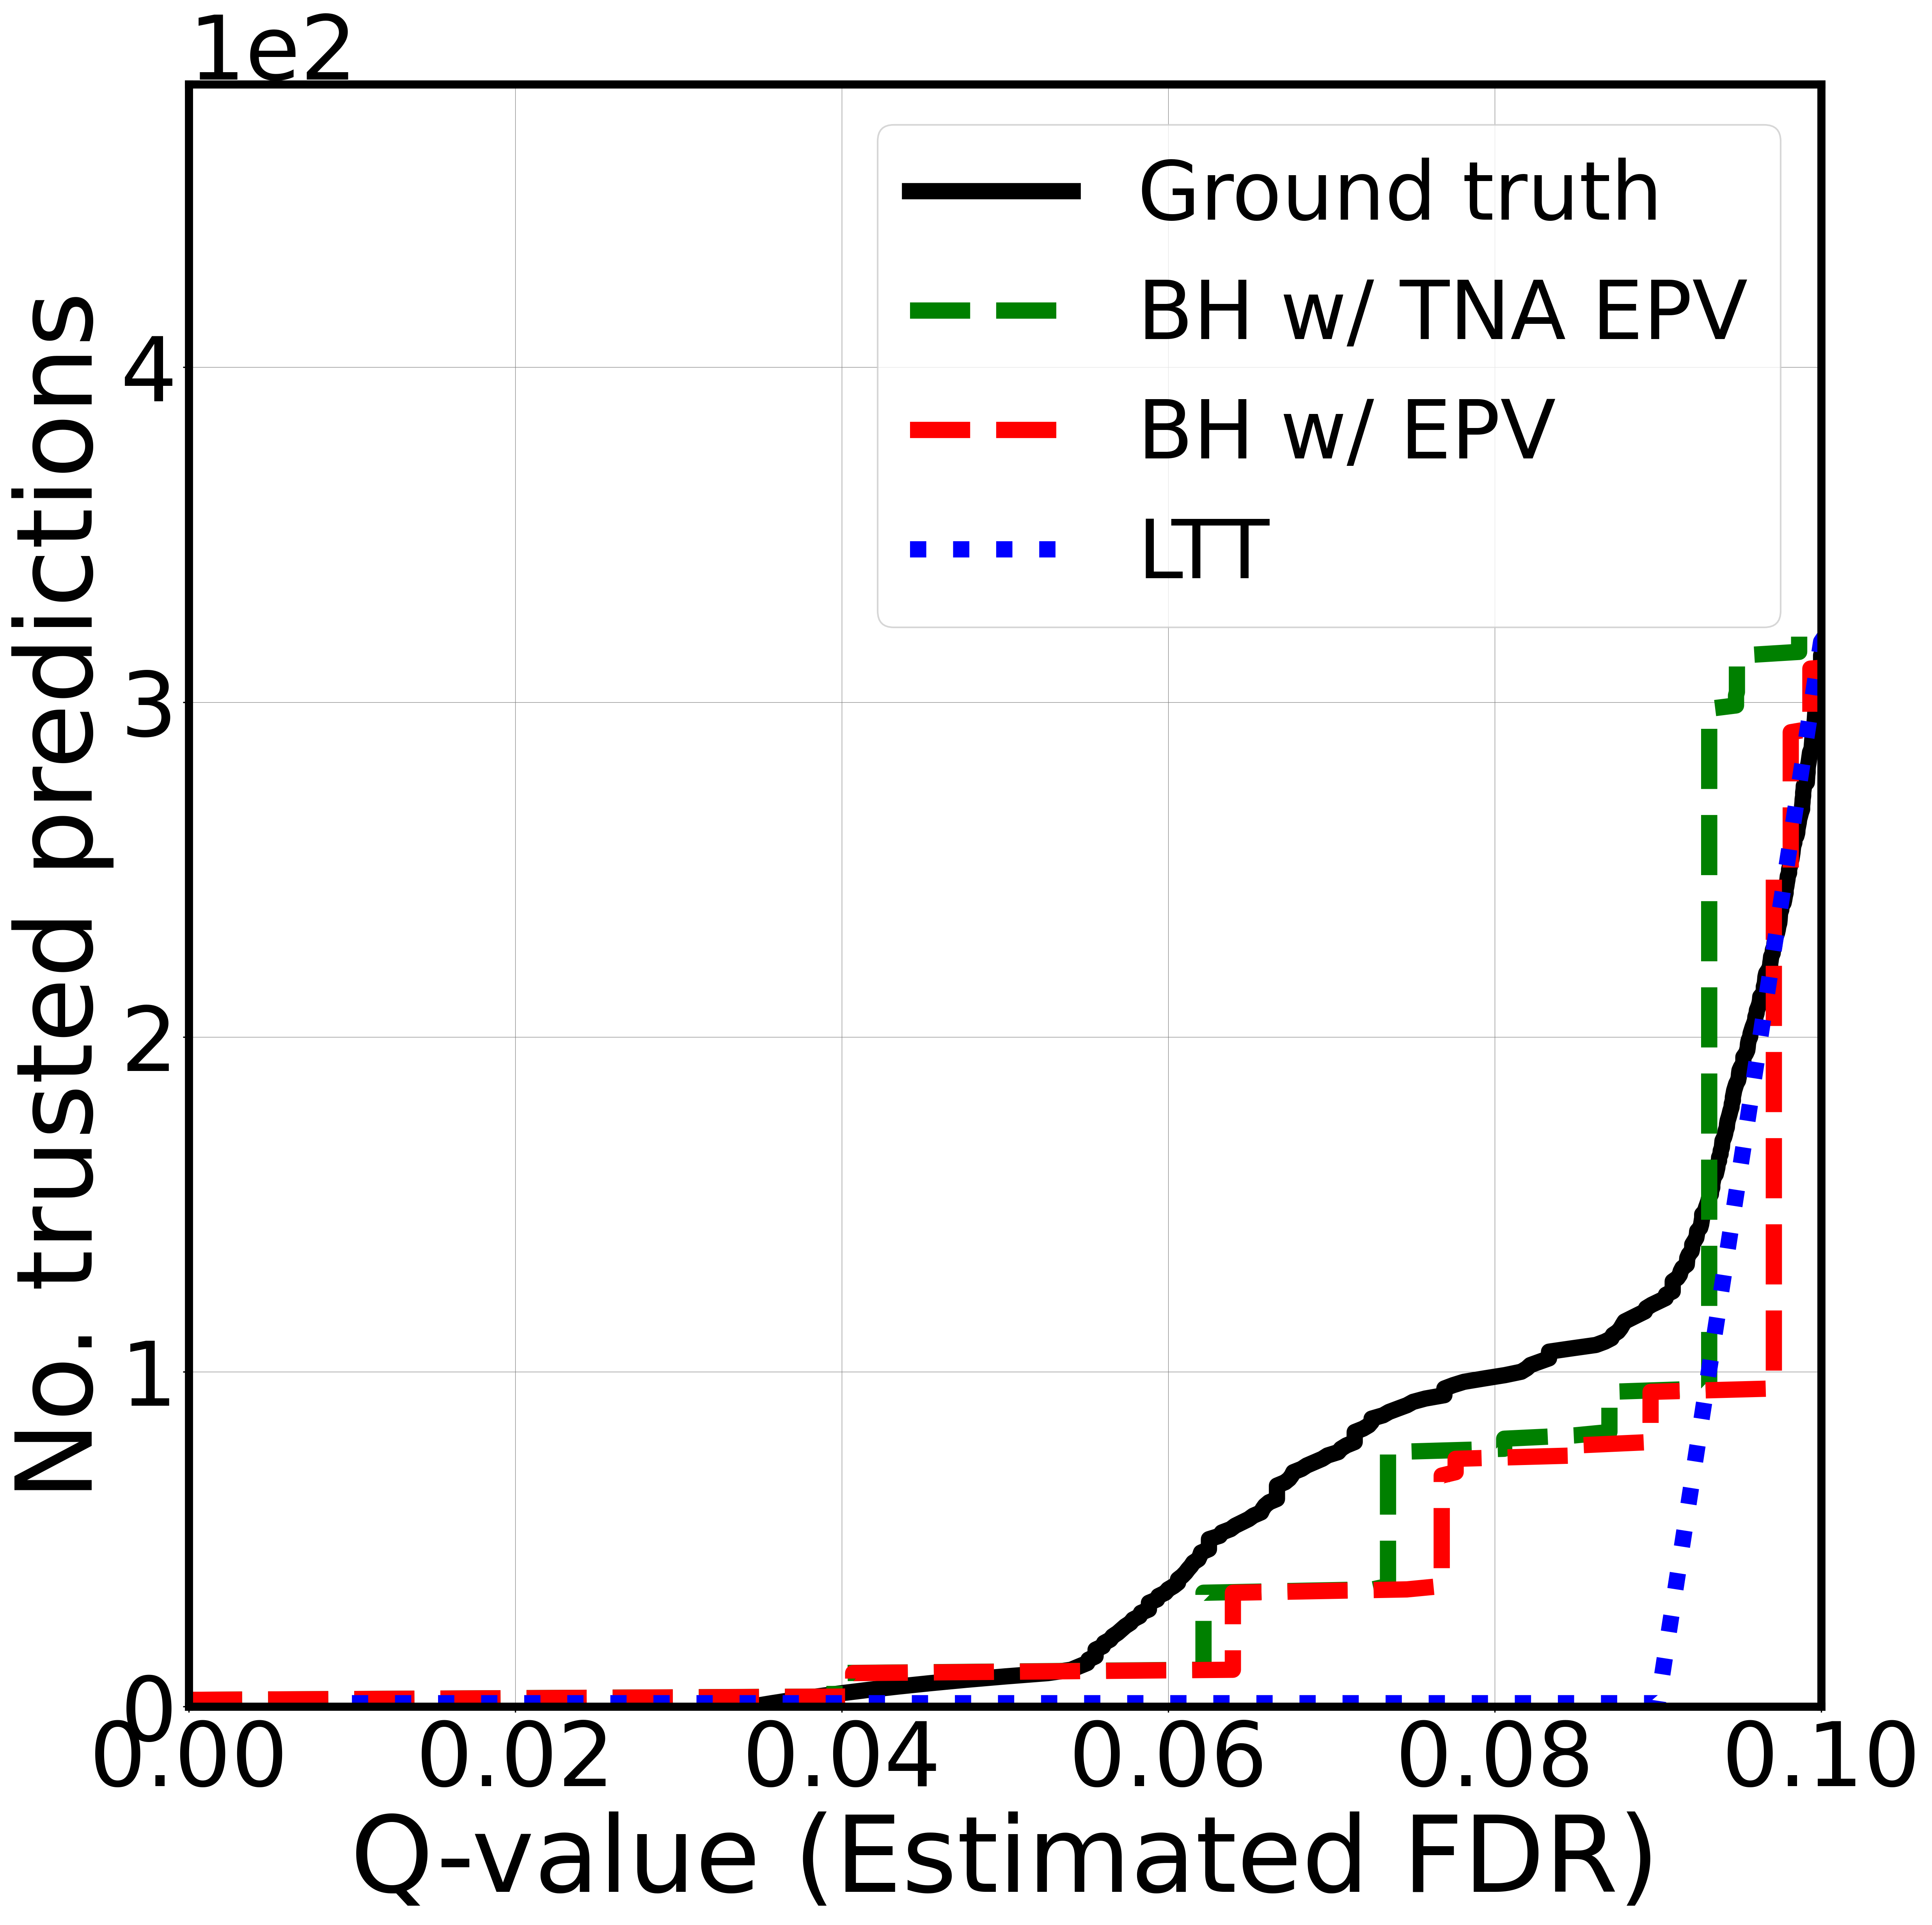 1e2
No. trusted predictions
4
3
2
1
0
Ground truth
BH w/ TNA EPV
BH w/ EPV
LTT
0.00 0.02 0.04 0.06 0.08 0.10
Q-value (Estimated FDR)